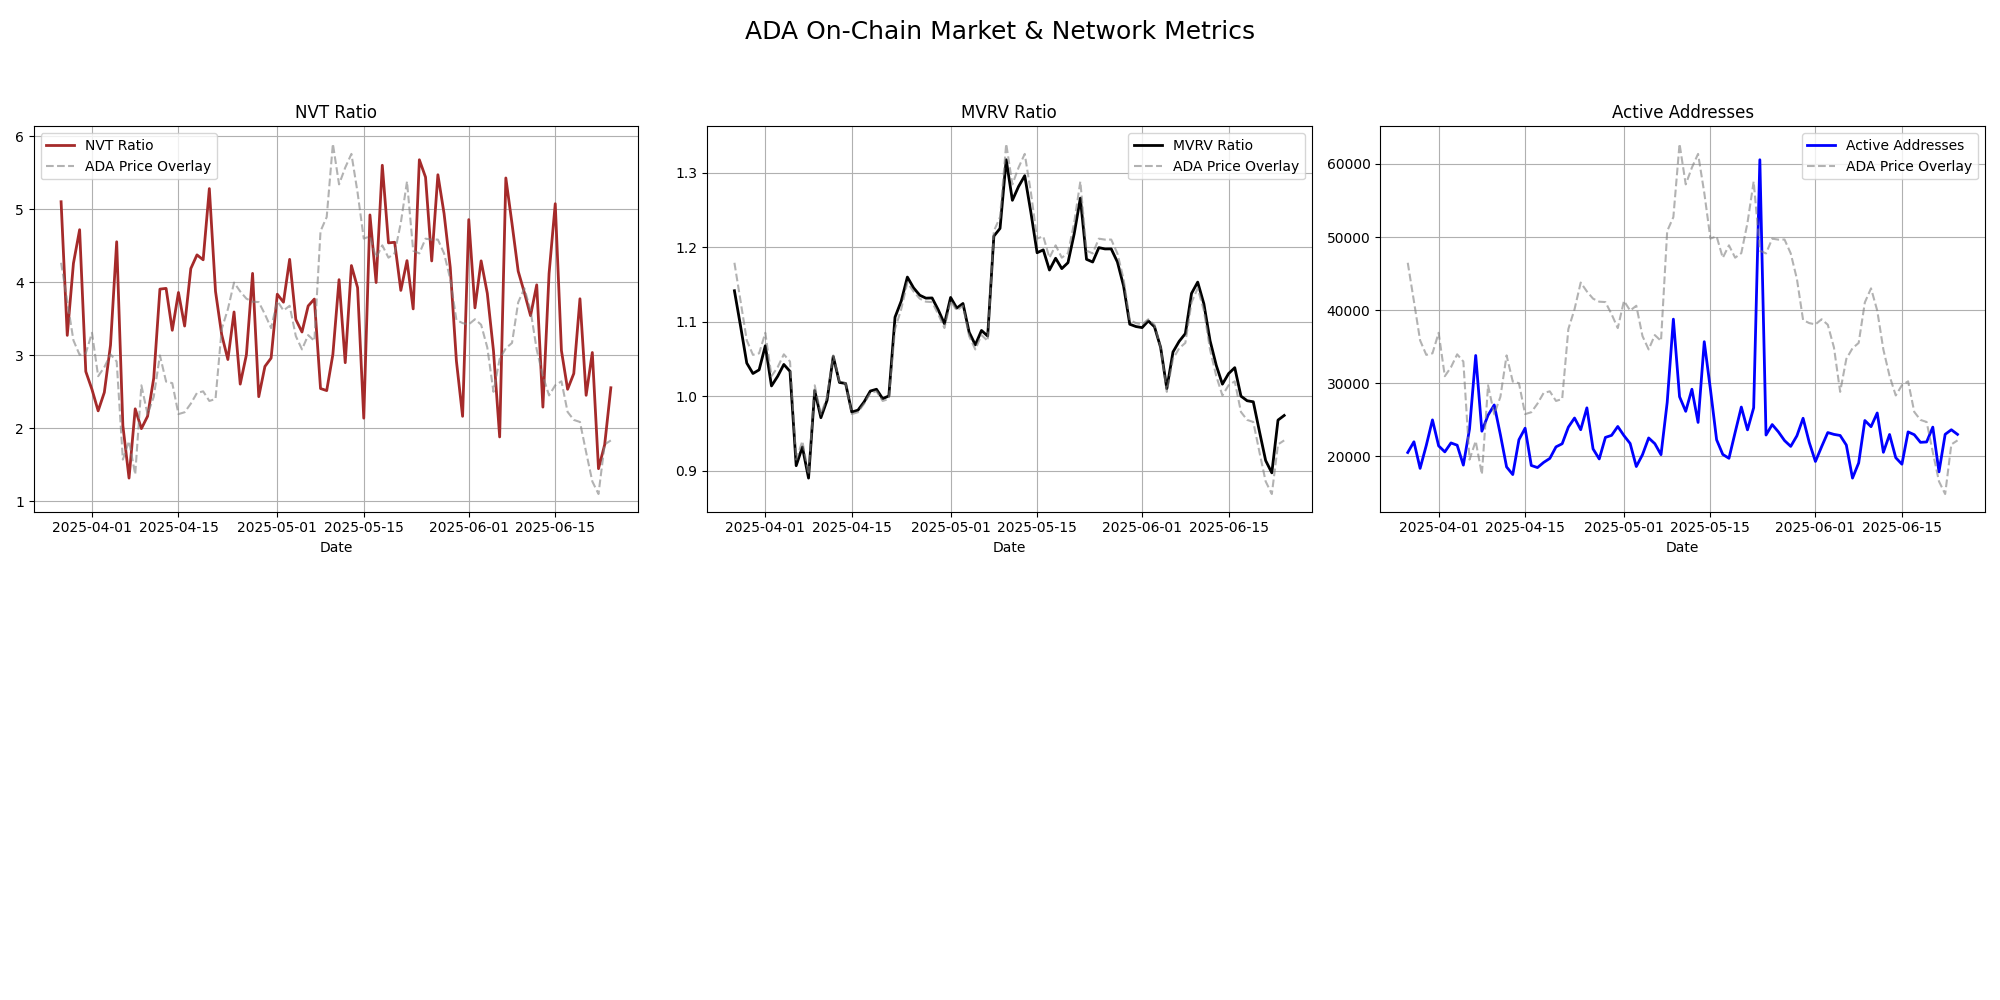 ADA On-Chain Market & Network Metrics
NVT Ratio
NVT Ratio
ADA Price Overlay
6
5
4
3
2
1
2025-04-01 2025-04-15 2025-05-01 2025-05-15 2025-06-01 2025-06-15
Date
MVRV Ratio
MVRV Ratio
ADA Price Overlay
1.3
1.2
1.1
1.0
0.9
2025-04-01 2025-04-15 2025-05-01 2025-05-15 2025-06-01 2025-06-15
Date
Active Addresses
Active Addresses
ADA Price Overlay
60000
50000
40000
30000
20000
2025-04-01 2025-04-15 2025-05-01 2025-05-15 2025-06-01 2025-06-15
Date